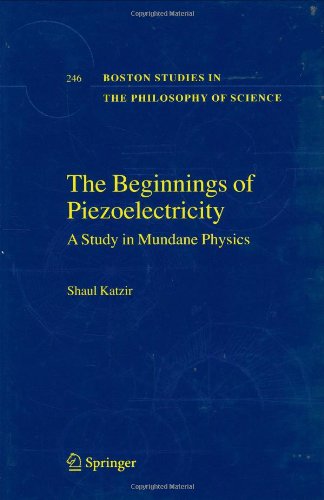 246 BOSTON STUDIES IN
THE PHILOSOPHY OF SCIENCE
The Beginnings of
Piezoelectricity
A Study in Mundane Physics
Shaul Katzir
Springer